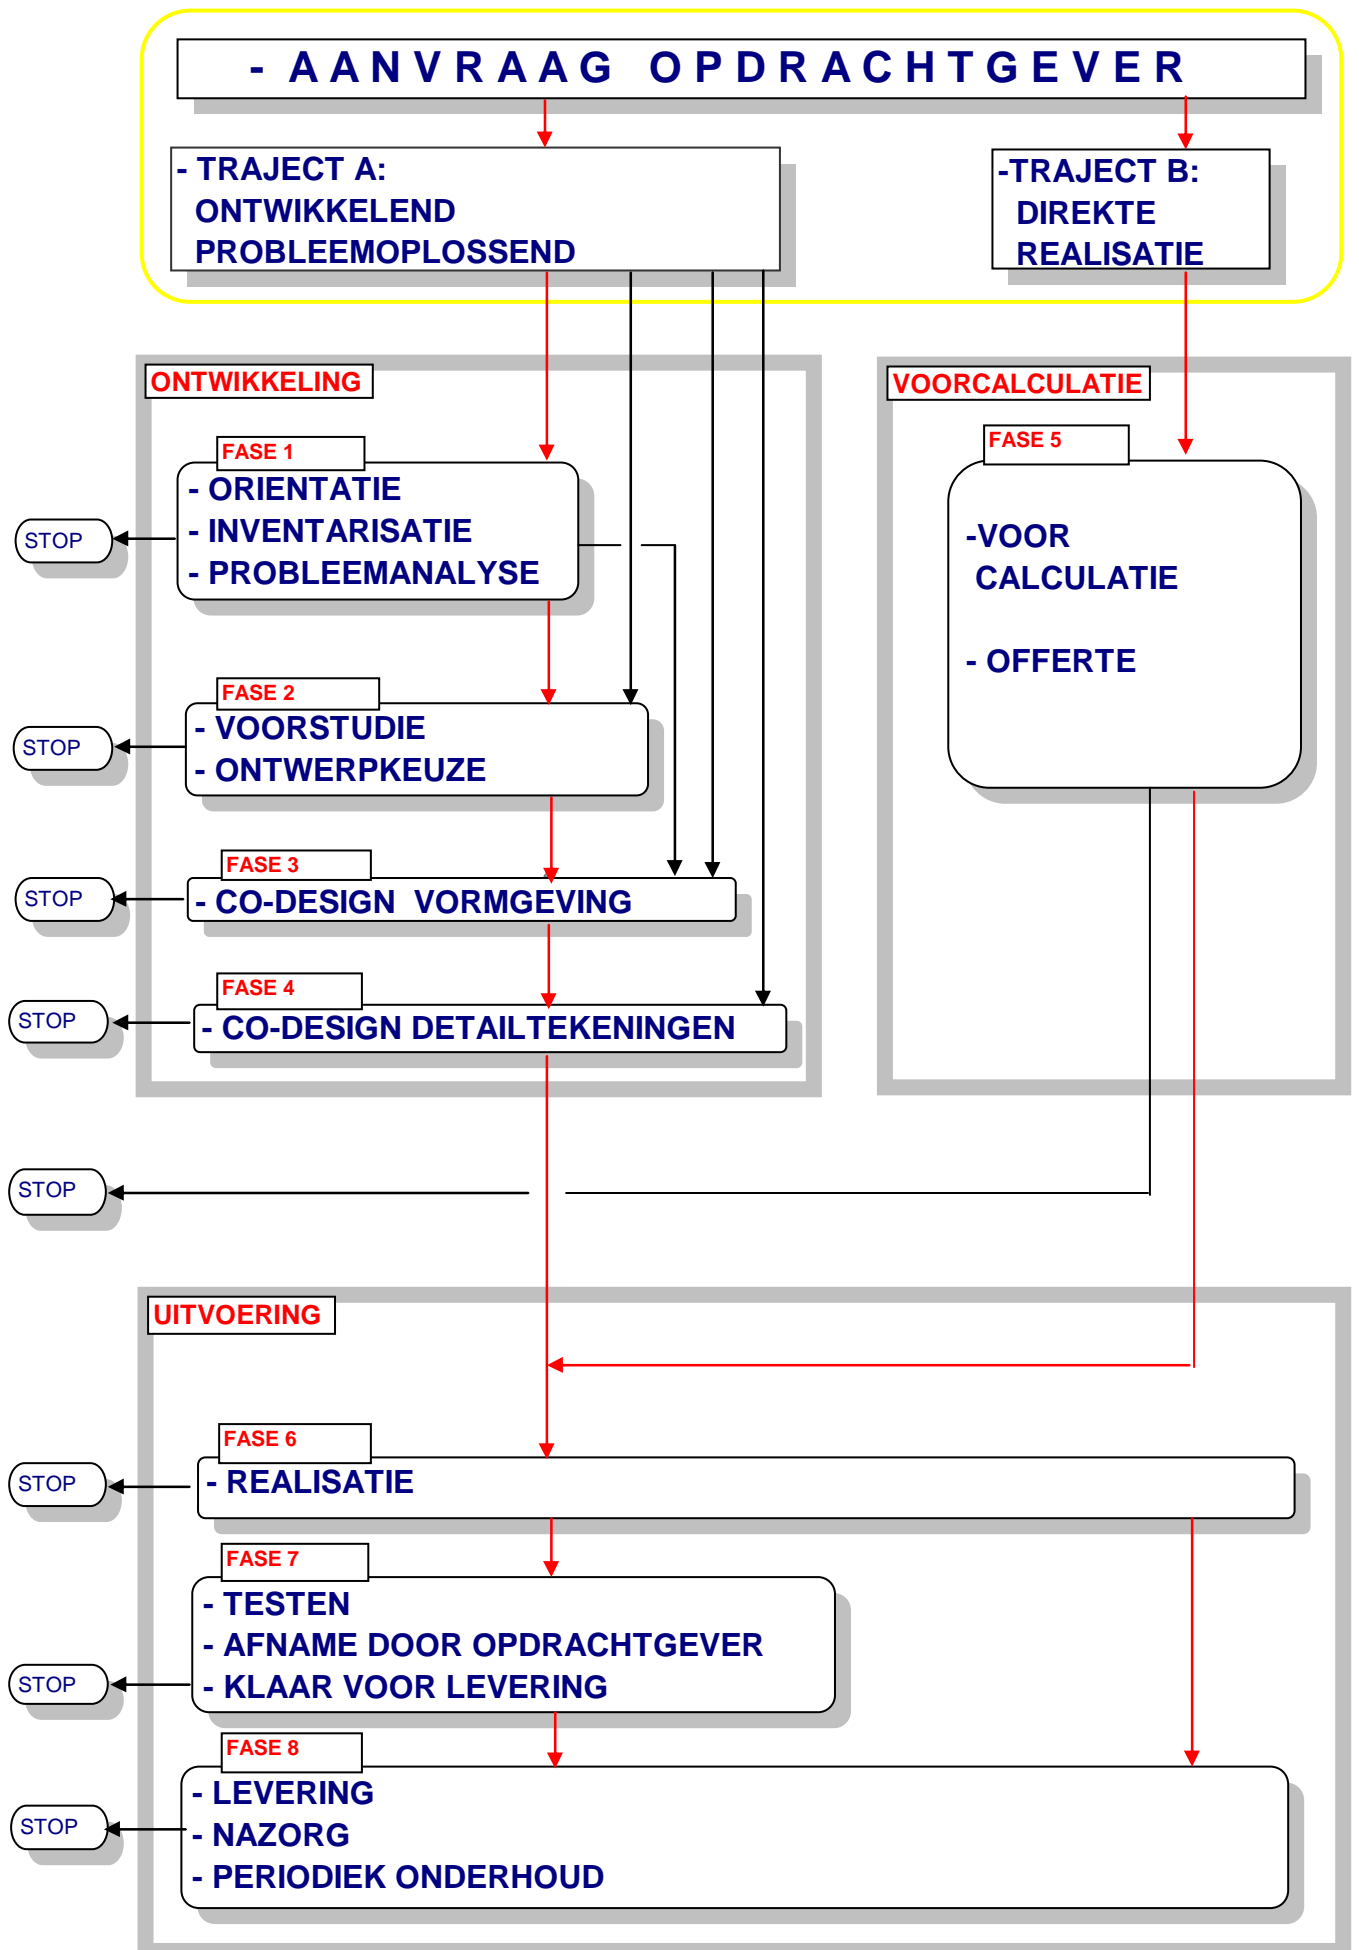 - AANVRAAG OPDRACHTGEVER
- TRAJECT A:
ONTWIKKELEND
PROBLEEMOPLOSSEND
-TRAJECT B:
DIREKTE
REALISATIE
ONTWIKKELING
FASE 1
- ORIENTATIE
- INVENTARISATIE
- PROBLEEMANALYSE
STOP
FASE 2
- VOORSTUDIE
- ONTWERPKEUZE
STOP
FASE 3
- CO-DESIGN VORMGEVING
STOP
FASE 4
- CO-DESIGN DETAILTEKENINGEN
STOP
VOORCALCULATIE
FASE 5
-VOOR
CALCULATIE
- OFFERTE
STOP
UITVOERING
FASE 6
- REALISATIE
STOP
FASE 7
- TESTEN
- AFNAME DOOR OPDRACHTGEVER
- KLAAR VOOR LEVERING
STOP
FASE 8
- LEVERING
- NAZORG
- PERIODIEK ONDERHOUD
STOP